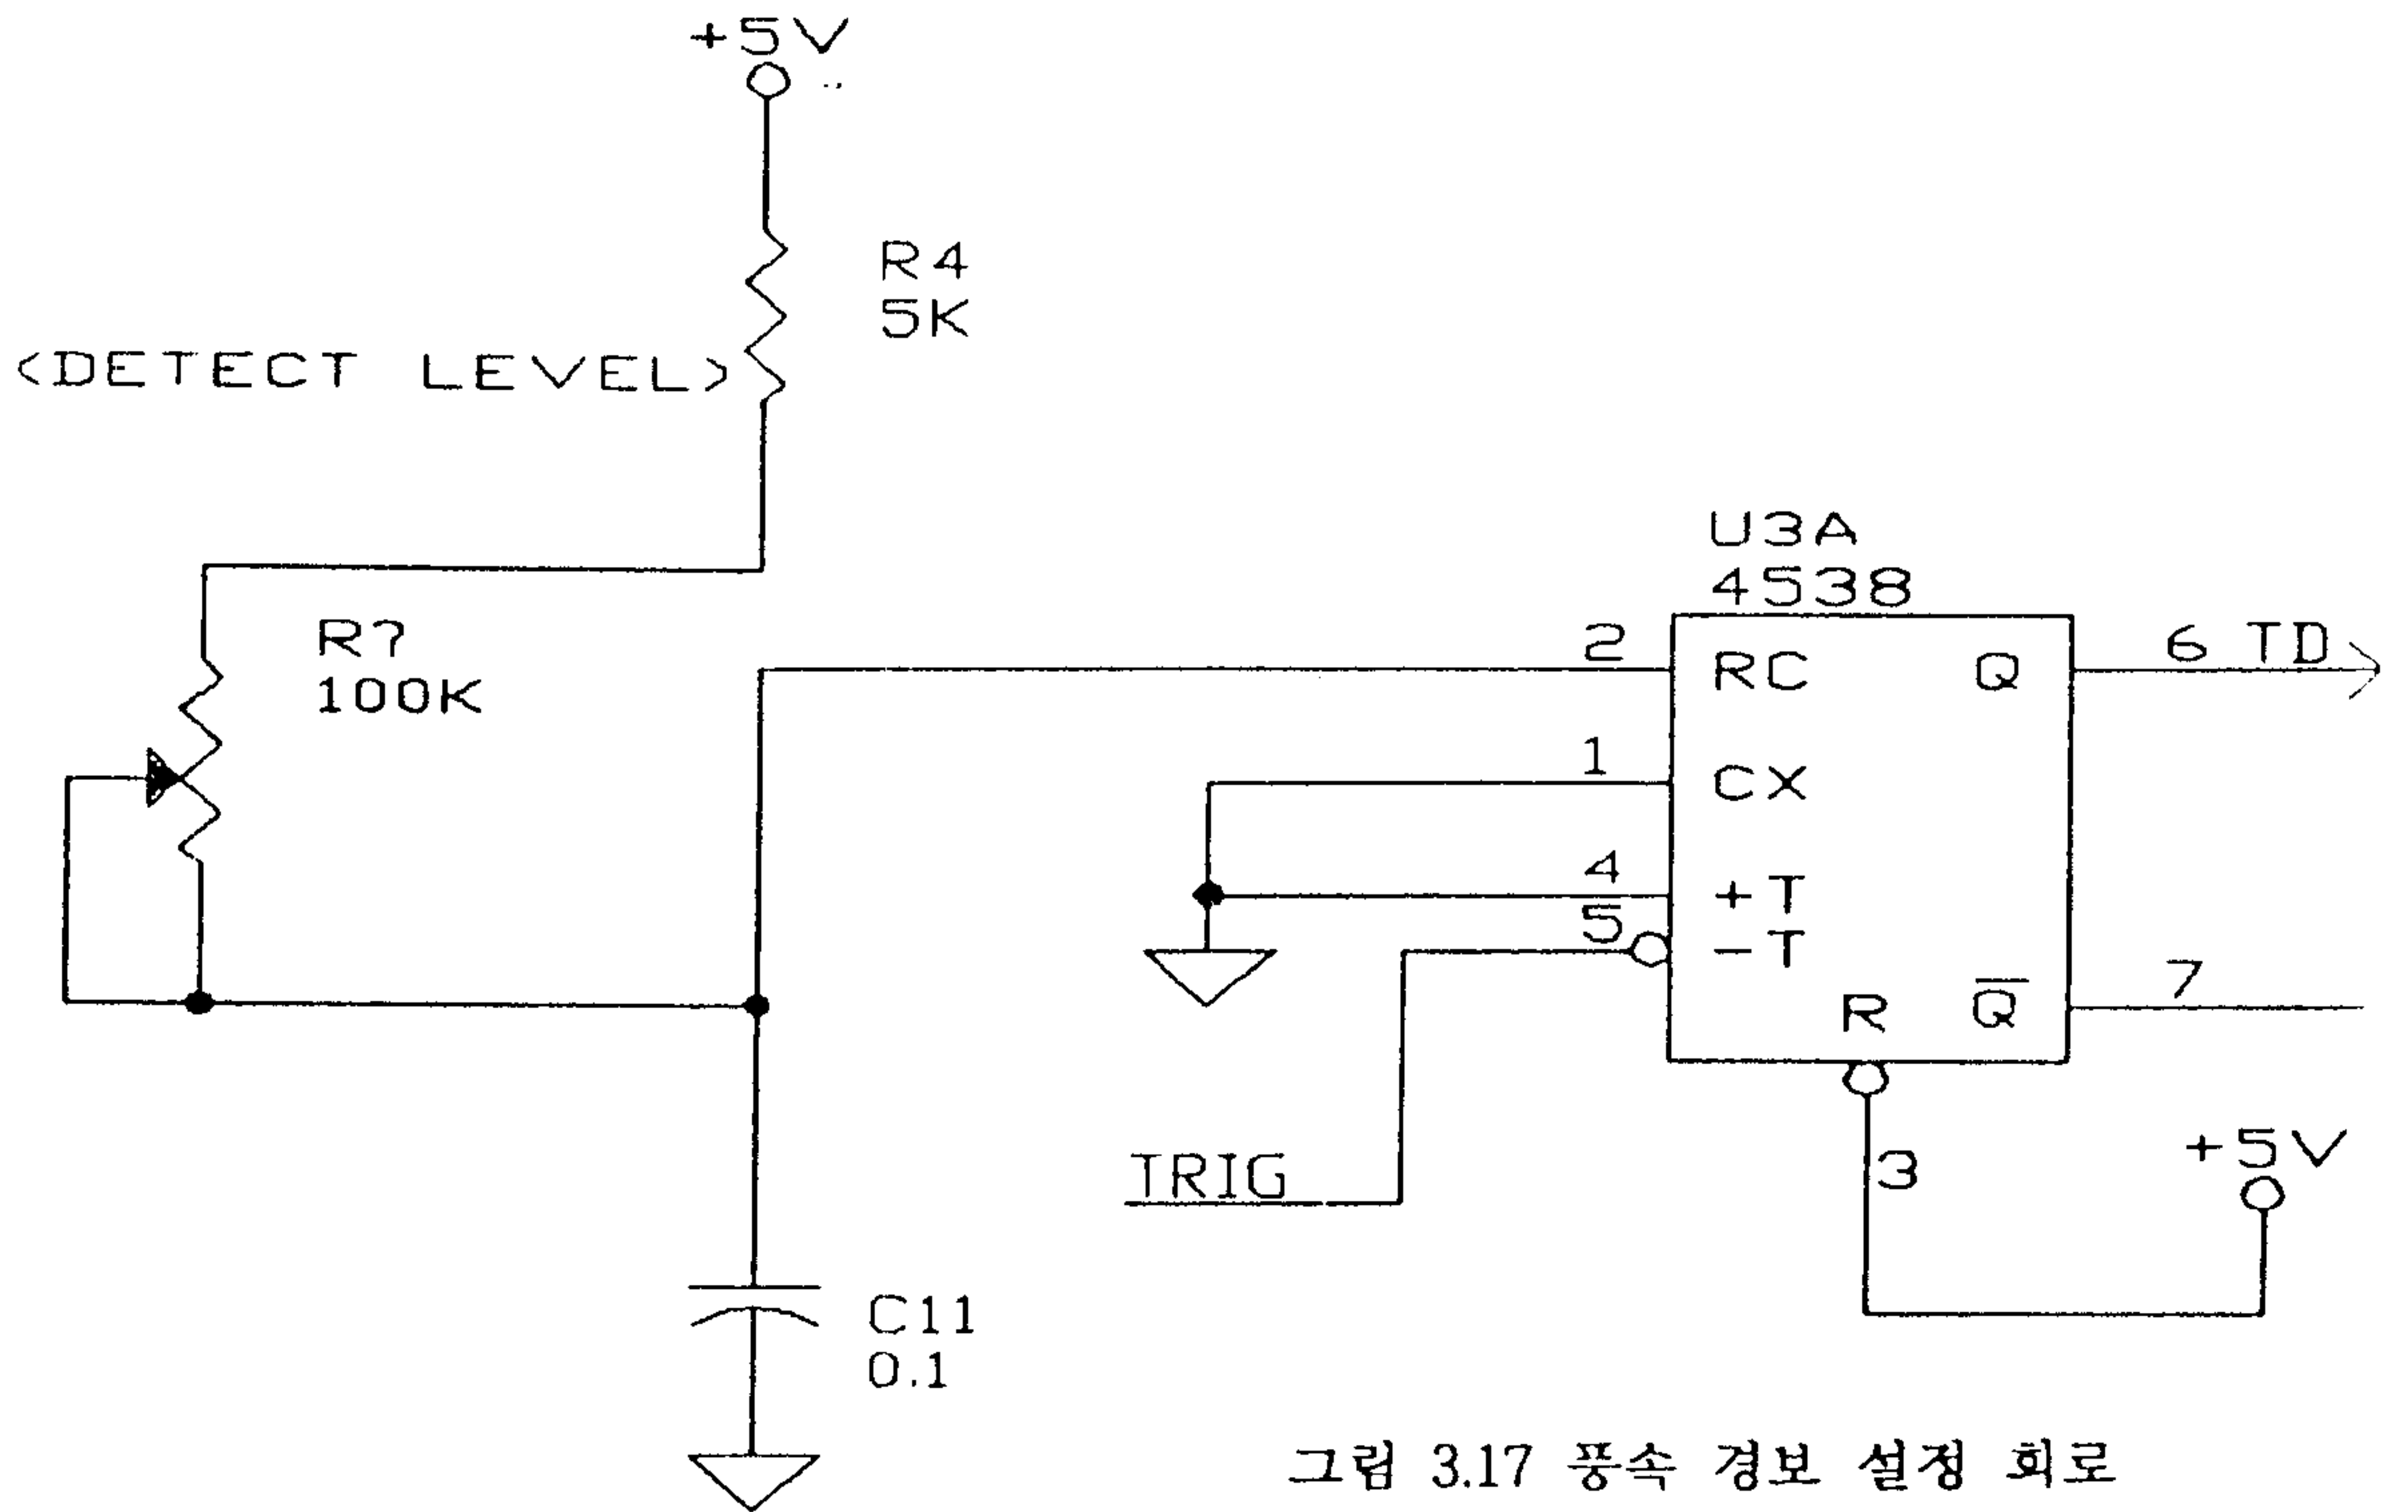 +5V
R4
5K
<DETECT LEVEL>
R?
100K
U3A
4538
2
RC
Q
6 TD
1
CX
4
+T
5
-T
7
R
Q̅
TRIG
3
+5V
C11
0.1
그림 3.17 풍속 경보 설정 회로